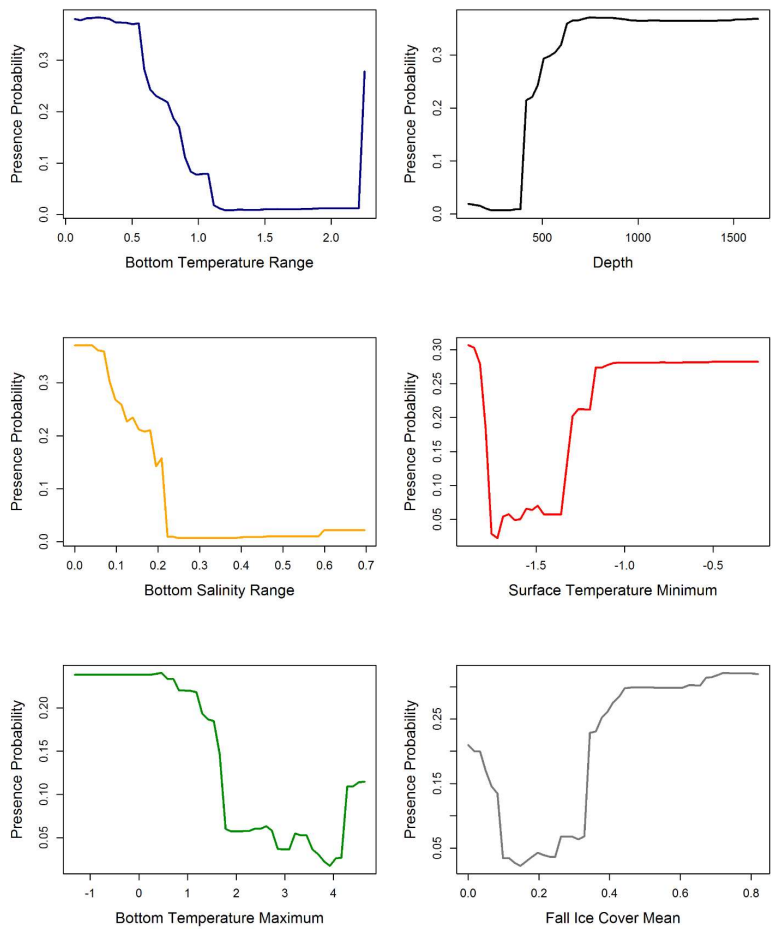 Presence Probability
0.0 0.1 0.2 0.3
0.0 0.5 1.0 1.5 2.0
Bottom Temperature Range
Presence Probability
0.0 0.1 0.2 0.3
500 1000 1500
Depth
Presence Probability
0.0 0.1 0.2 0.3
0.0 0.1 0.2 0.3 0.4 0.5 0.6 0.7
Bottom Salinity Range
Presence Probability
0.05 0.10 0.15 0.20 0.25 0.30
-1.5 -1.0 -0.5
Surface Temperature Minimum
Presence Probability
0.05 0.10 0.15 0.20
-1 0 1 2 3 4
Bottom Temperature Maximum
Presence Probability
0.05 0.15 0.25
0.0 0.2 0.4 0.6 0.8
Fall Ice Cover Mean